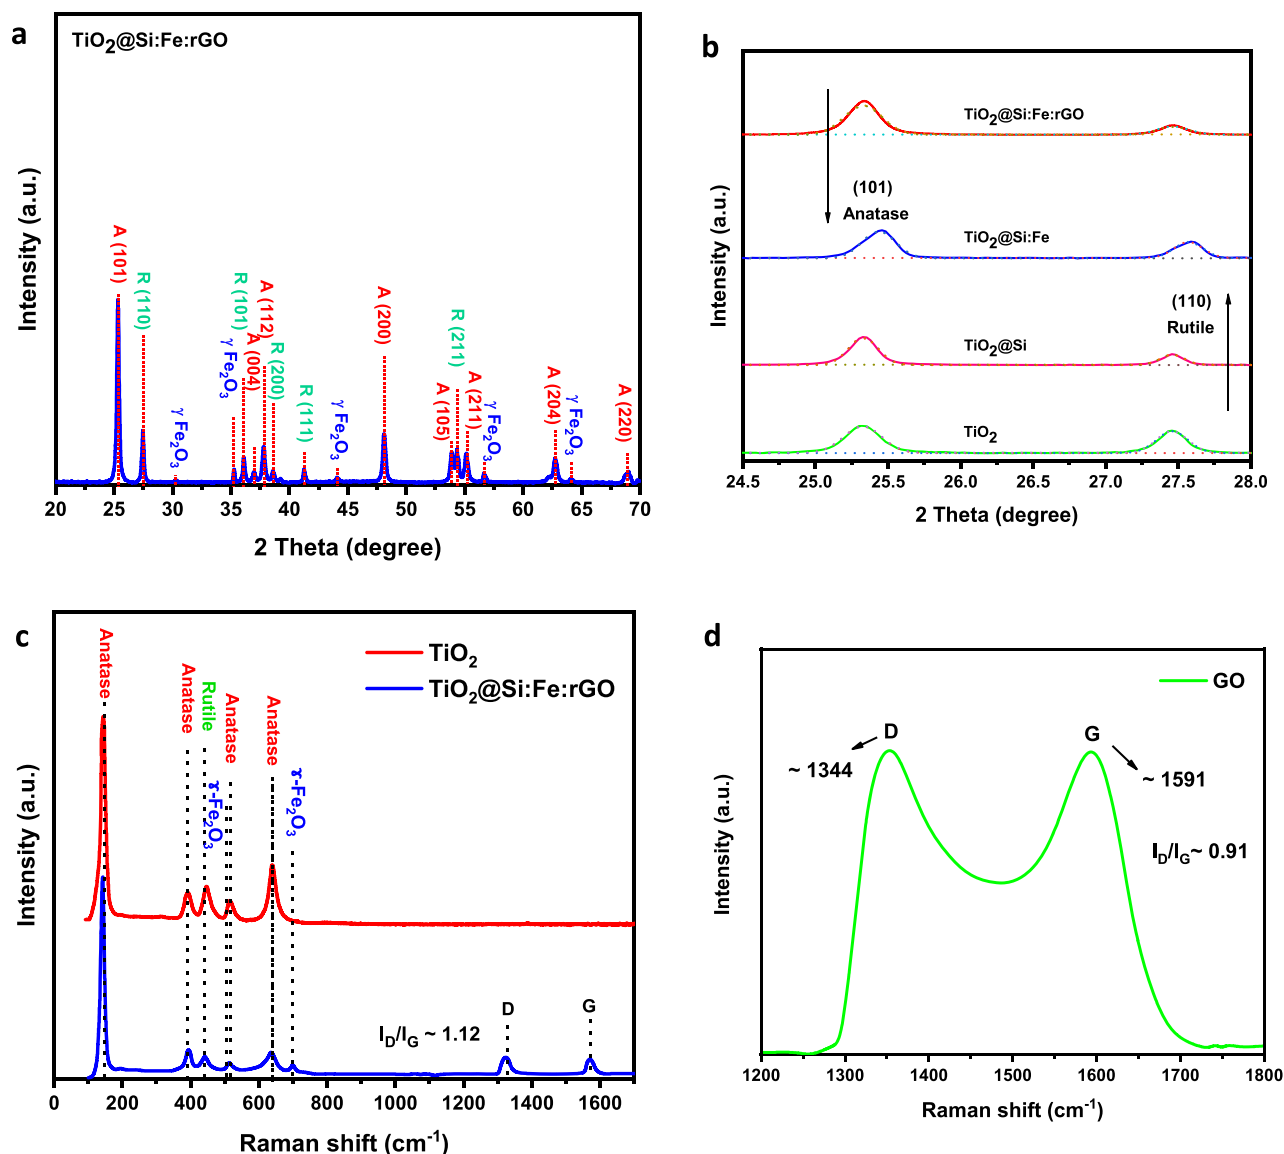 a
TiO₂@Si:Fe:rGO
Intensity (a.u.)
A (101)
R (110)
γ Fe₂O₃
γ Fe₂O₃
R (101)
A (004)
A (112)
R (200)
R (111)
γ Fe₂O₃
A (200)
A (105)
R (211)
A (211)
γ Fe₂O₃
A (204)
γ Fe₂O₃
A (220)
20 25 30 35 40 45 50 55 60 65 70
2 Theta (degree)
b
Intensity (a.u.)
TiO₂@Si:Fe:rGO
(101)
Anatase
TiO₂@Si:Fe
(110)
Rutile
TiO₂@Si
TiO₂
24.5 25.0 25.5 26.0 26.5 27.0 27.5 28.0
2 Theta (degree)
c
Intensity (a.u.)
TiO₂
TiO₂@Si:Fe:rGO
Anatase
Anatase
Rutile
ɤ-Fe₂O₃
Anatase
Anatase
ɤ-Fe₂O₃
I_D/I_G ~ 1.12
D
G
0 200 400 600 800 1000 1200 1400 1600
Raman shift (cm⁻¹)
d
Intensity (a.u.)
GO
D
G
~ 1344
~ 1591
I_D/I_G~ 0.91
1200 1300 1400 1500 1600 1700 1800
Raman shift (cm⁻¹)